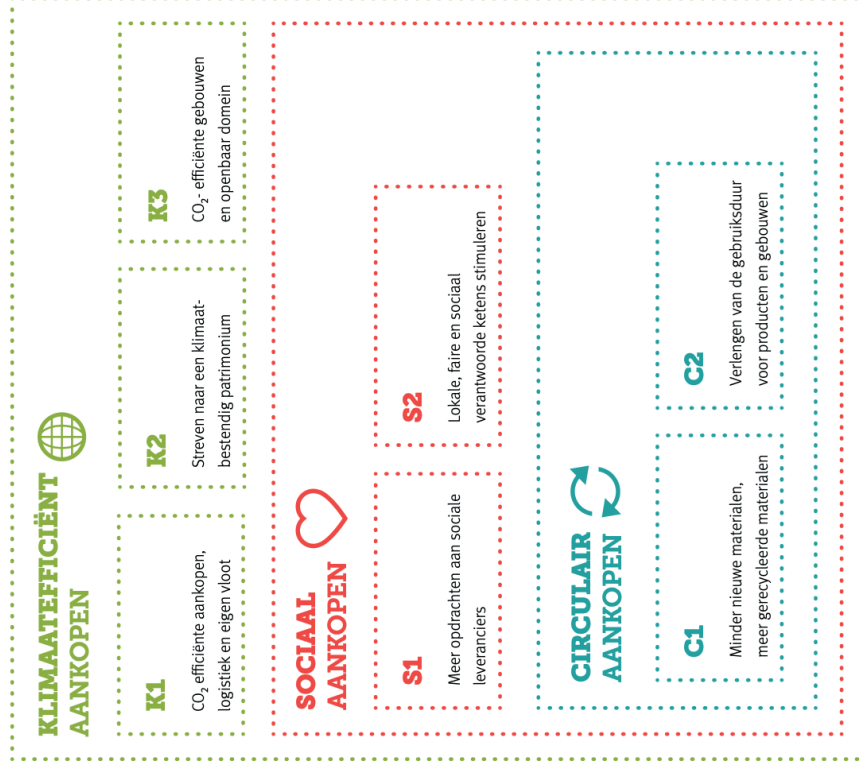 KLIMAATEFFICIËNT
AANKOPEN
K1
CO₂ efficiënte aankopen,
logistiek en eigen vloot
K2
Streven naar een klimaat-
bestendig patrimonium
K3
CO₂- efficiënte gebouwen
en openbaar domein
SOCIAAL
AANKOPEN
S1
Meer opdrachten aan sociale
leveranciers
S2
Lokale, faire en sociaal
verantwoorde ketens stimuleren
CIRCULAIR
AANKOPEN
C1
Minder nieuwe materialen,
meer gerecycleerde materialen
C2
Verlengen van de gebruiksduur
voor producten en gebouwen